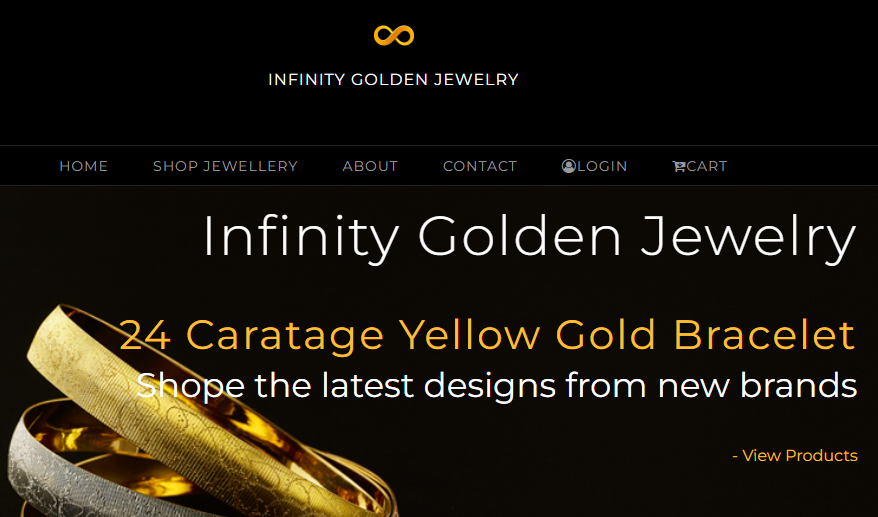 INFINITY GOLDEN JEWELRY
HOME SHOP JEWELLERY ABOUT CONTACT LOGIN CART
Infinity Golden Jewelry
24 Caratage Yellow Gold Bracelet
Shope the latest designs from new brands
- View Products